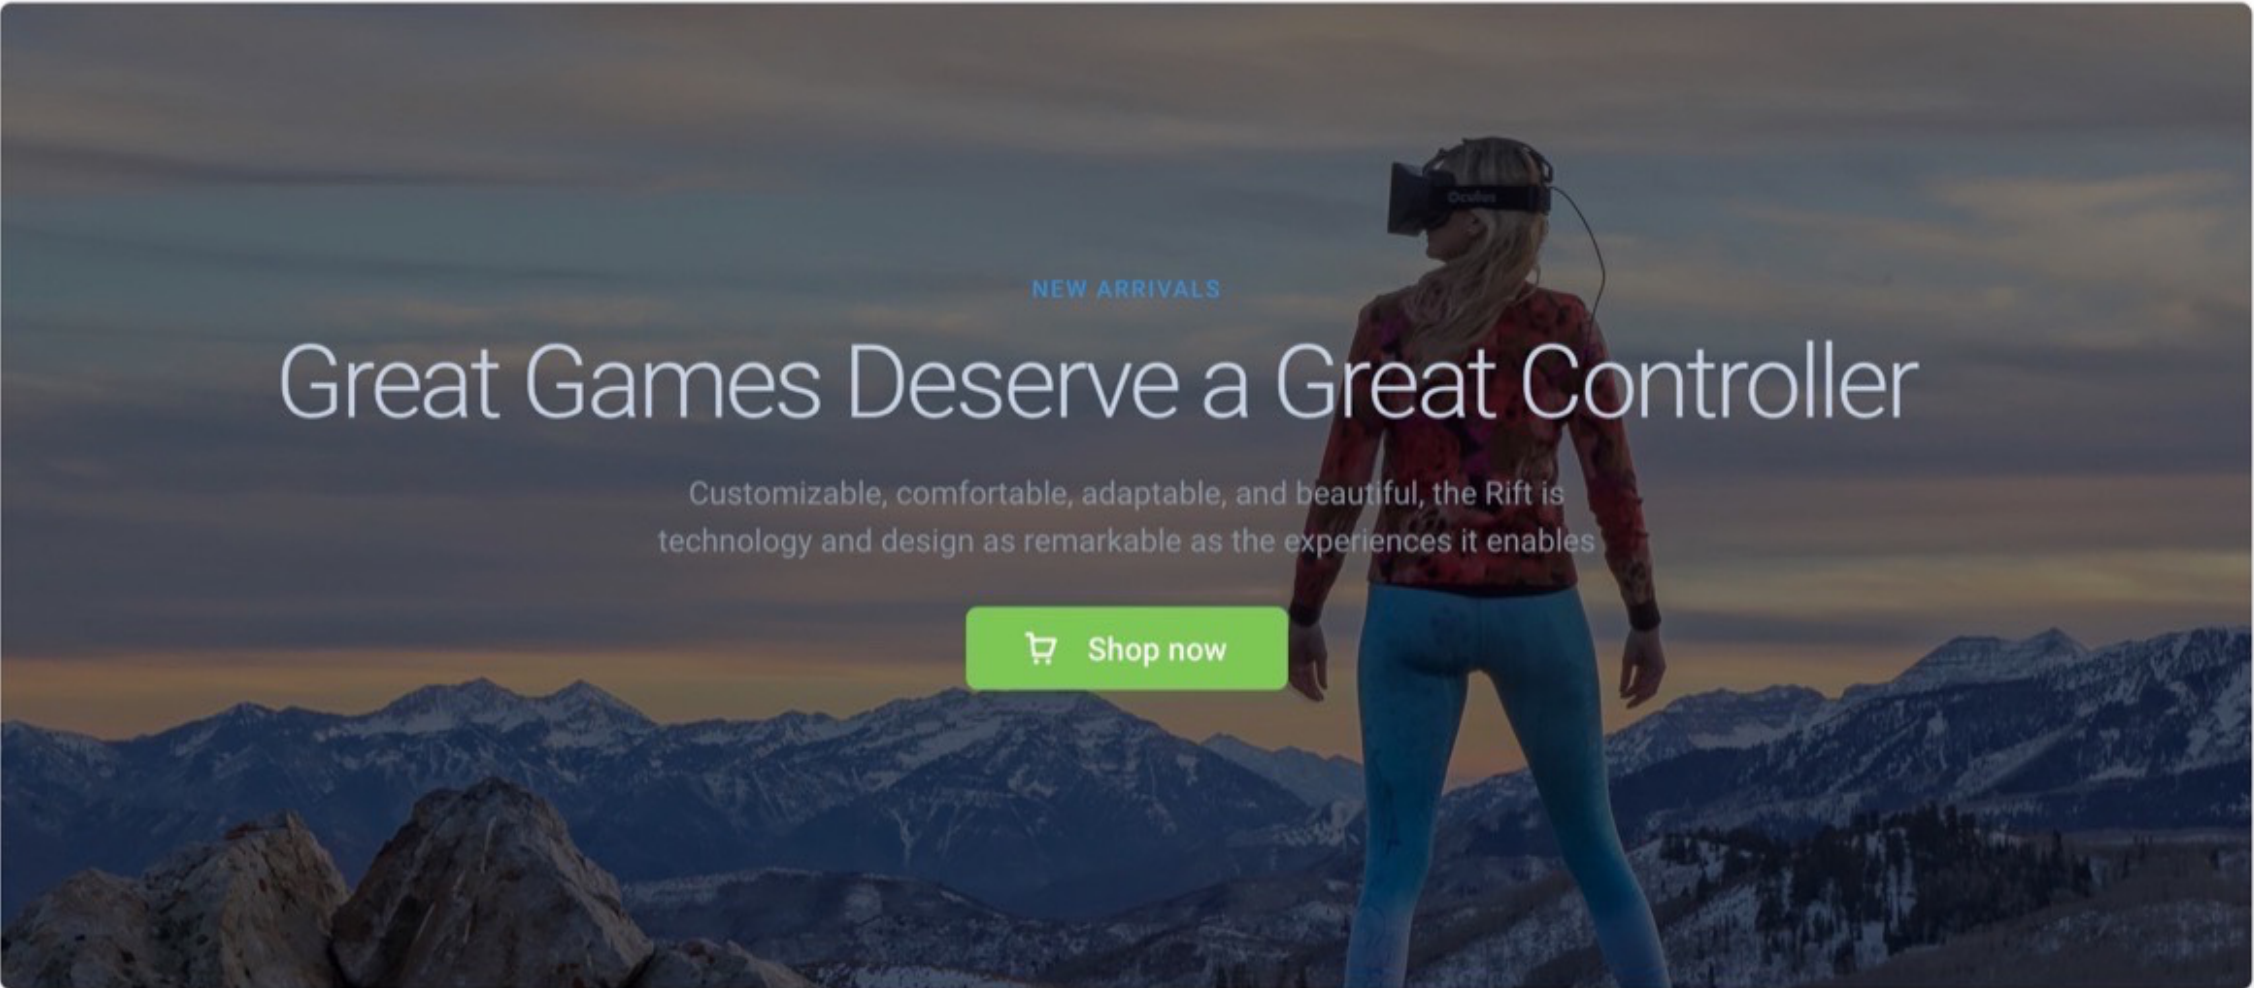 Oculus
NEW ARRIVALS
Great Games Deserve a Great Controller
Customizable, comfortable, adaptable, and beautiful, the Rift is
technology and design as remarkable as the experiences it enables
Shop now